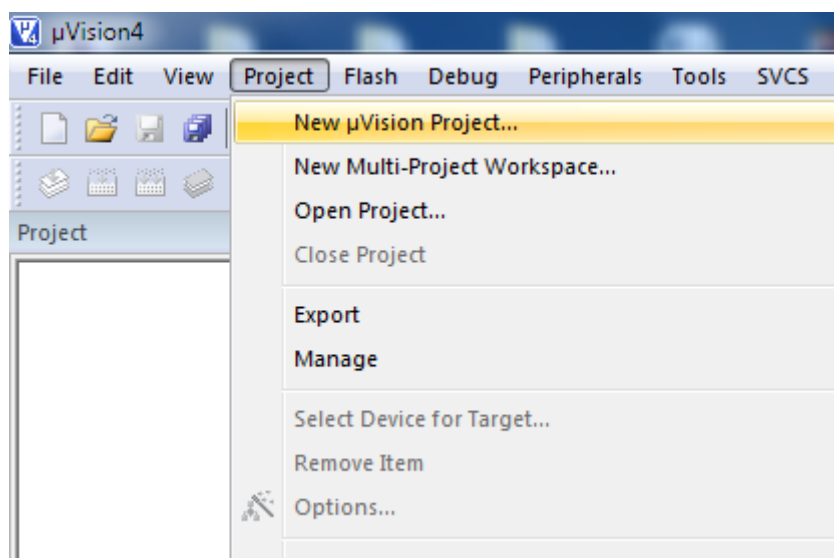 µVision4
File Edit View Project Flash Debug Peripherals Tools SVCS
New µVision Project...
New Multi-Project Workspace...
Open Project...
Project
Close Project
Export
Manage
Select Device for Target...
Remove Item
Options...